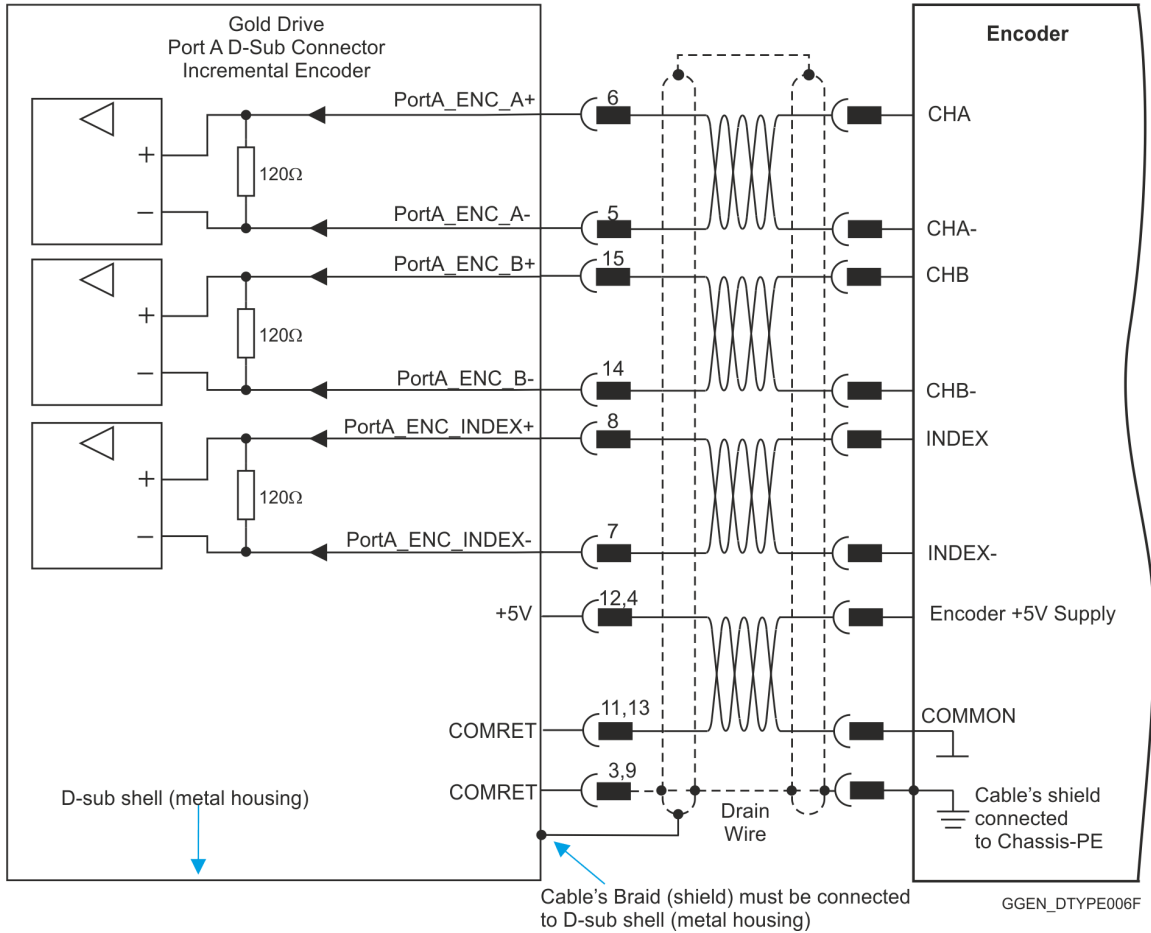 Gold Drive
Port A D-Sub Connector
Incremental Encoder
Encoder
PortA_ENC_A+
6
CHA
+
120Ω
−
PortA_ENC_A-
5
CHA-
PortA_ENC_B+
15
CHB
+
120Ω
−
PortA_ENC_B-
14
CHB-
PortA_ENC_INDEX+
8
INDEX
+
120Ω
−
PortA_ENC_INDEX-
7
INDEX-
+5V
12,4
Encoder +5V Supply
COMRET
11,13
COMMON
COMRET
3,9
Drain
Wire
Cable's shield
connected
to Chassis-PE
D-sub shell (metal housing)
Cable's Braid (shield) must be connected
to D-sub shell (metal housing)
GGEN_DTYPE006F